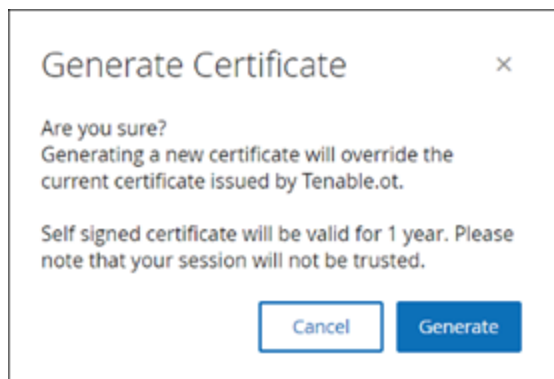 Generate Certificate ×
Are you sure?
Generating a new certificate will override the
current certificate issued by Tenable.ot.
Self signed certificate will be valid for 1 year. Please
note that your session will not be trusted.
Cancel Generate